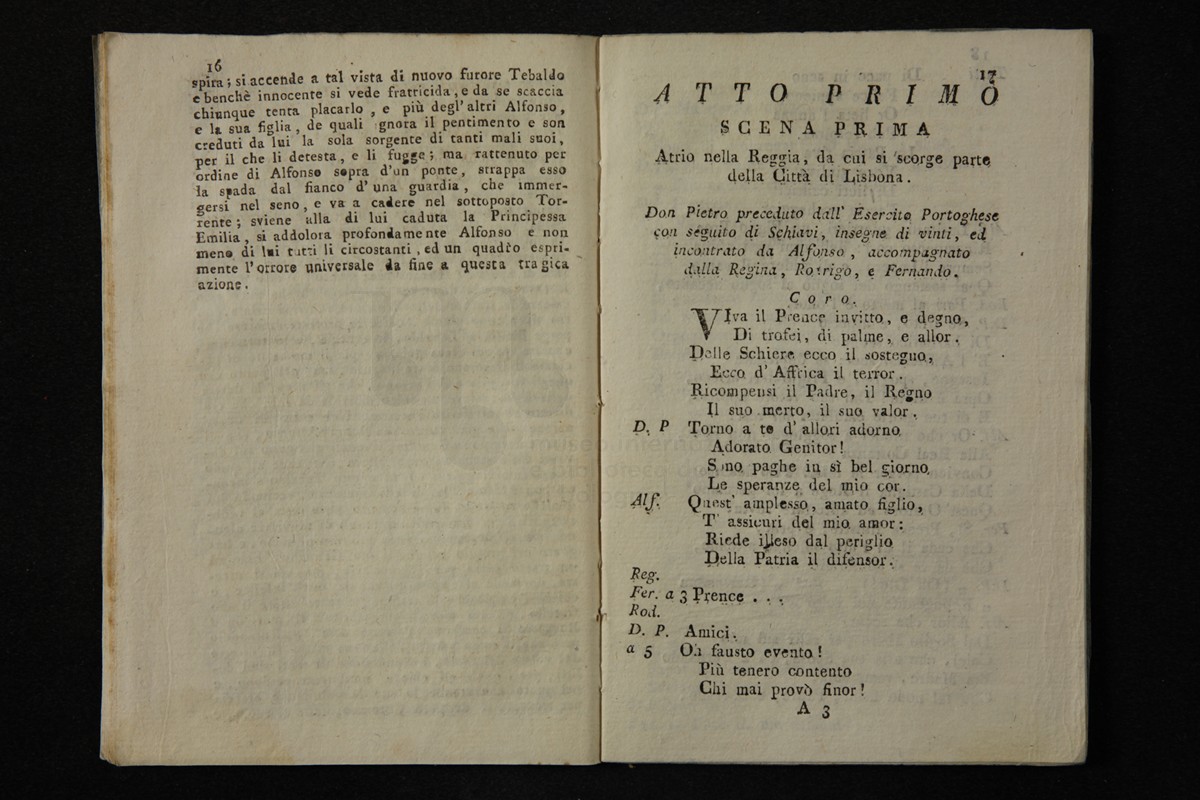 16
spira; si accende a tal vista di nuovo furore Tebaldo
e benchè innocente si vede fratricida, e da se scaccia
chiunque tenta placarlo, e più degl'altri Alfonso,
e la sua figlia, de quali gnora il pentimento e son
creduti da lui la sola sorgente di tanti mali suoi,
per il che li detesta, e li fugge; ma rattenuto per
ordine di Alfonso sopra d'un ponte, strappa esso
la spada dal fianco d'una guardia, che immer-
gersi nel seno, e va a cadere nel sottoposto Tor-
rente; sviene alla di lui caduta la Principessa
Emilia, si addolora profondamente Alfonso e non
meno di lui tutti li circostanti, ed un quadro espri-
mente l'orrore universale da fine a questa tragica
azione.
17
ATTO PRIMO
SCENA PRIMA
Atrio nella Reggia, da cui si scorge parte
della Città di Lisbona.
Don Pietro preceduto dall' Esercito Portoghese
con seguito di Schiavi, insegne di vinti, ed
incontrato da Alfonso, accompagnato
dalla Regina, Rodrigo, e Fernando.
Coro.
VIva il Prence invitto, e degno,
Di trofei, di palme, e allor.
Delle Schiere ecco il sostegno,
Ecco d'Affrica il terror.
Ricompensi il Padre, il Regno
Il suo merto, il suo valor.
D. P Torno a te d'allori adorno
Adorato Genitor!
Sono paghe in sì bel giorno
Le speranze del mio cor.
Alf. Quest' amplesso, amato figlio,
T' assicuri del mio amor:
Riede illeso dal periglio
Della Patria il difensor.
Reg.
Fer. a 3 Prence . . .
Rod.
D. P. Amici.
a 5 Oh fausto evento!
Più tenero contento
Chi mai provò finor!
A 3